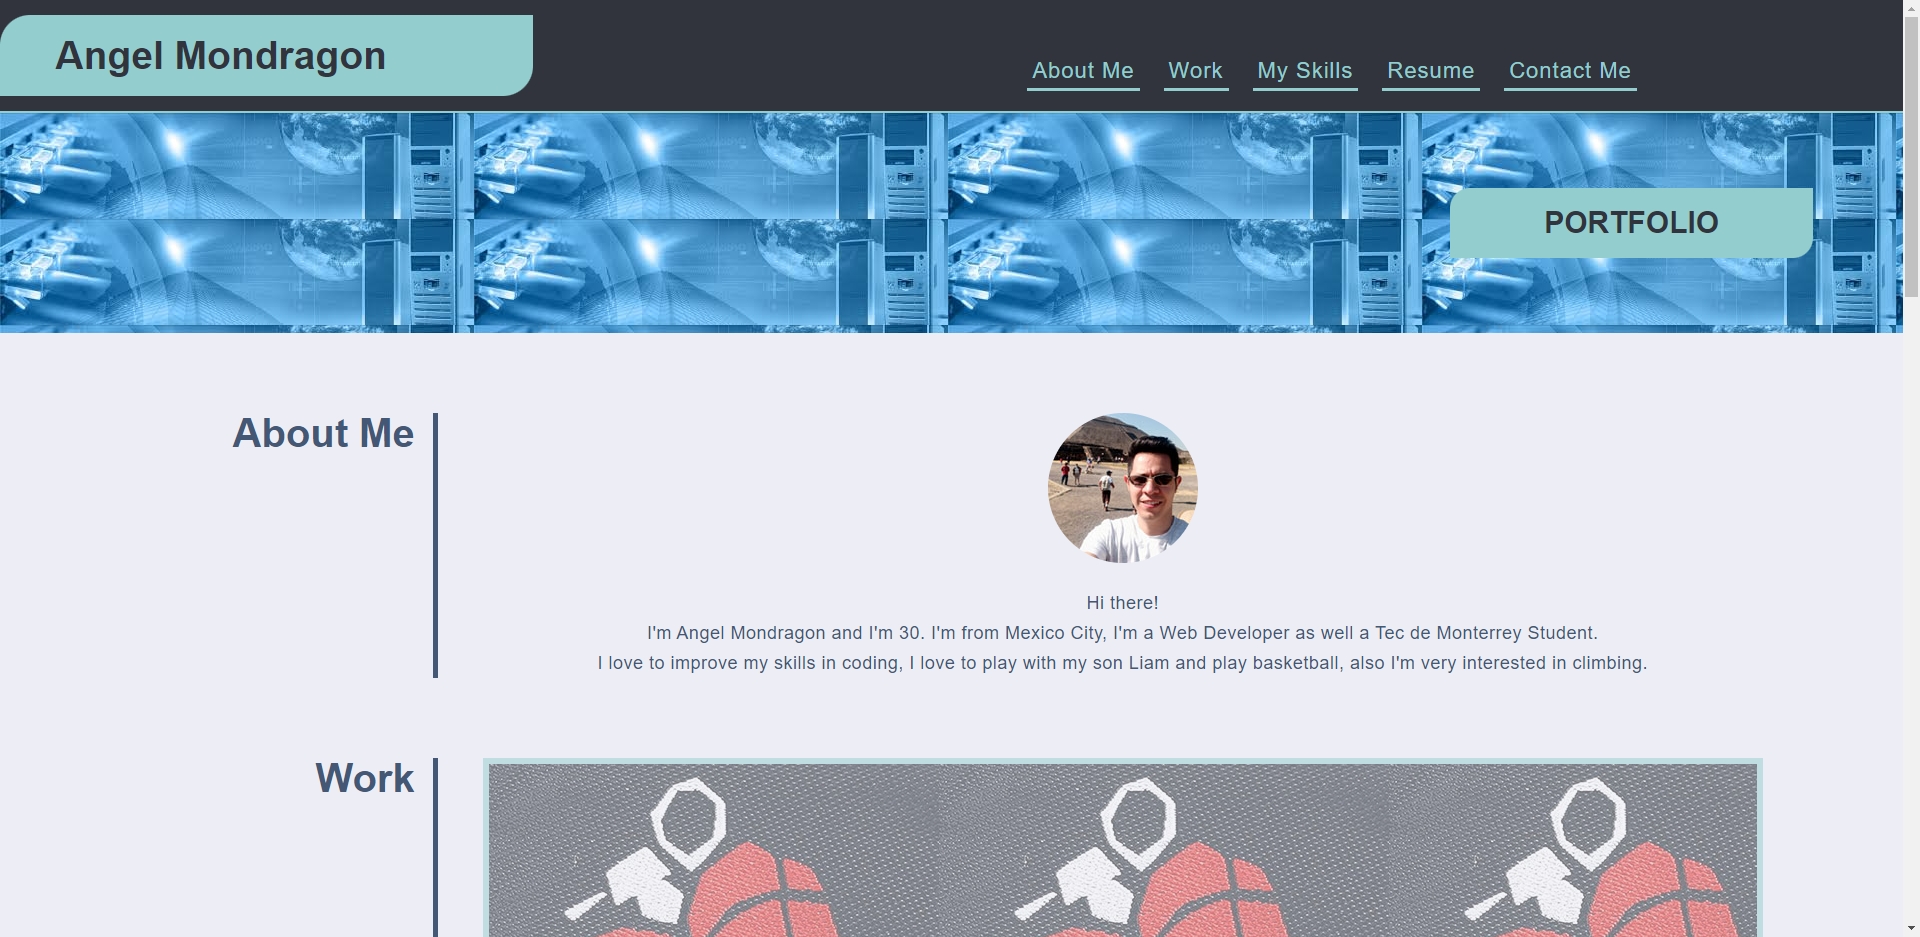 Angel Mondragon
About Me Work My Skills Resume Contact Me
PORTFOLIO
About Me
Hi there!
I'm Angel Mondragon and I'm 30. I'm from Mexico City, I'm a Web Developer as well a Tec de Monterrey Student.
I love to improve my skills in coding, I love to play with my son Liam and play basketball, also I'm very interested in climbing.
Work